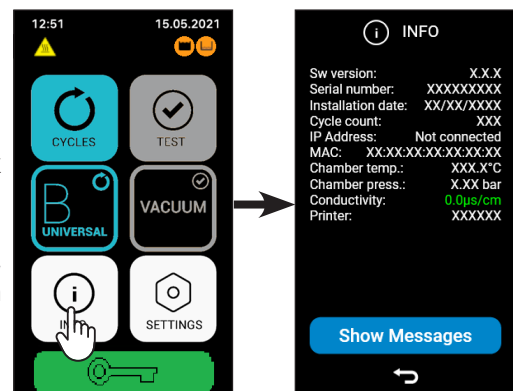 12:51 15.05.2021
CYCLES TEST
B
UNIVERSAL
VACUUM
SETTINGS
i INFO
Sw version: X.X.X
Serial number: XXXXXXXXX
Installation date: XX/XX/XXXX
Cycle count: XXX
IP Address: Not connected
MAC: XX:XX:XX:XX:XX:XX:XX
Chamber temp.: XXX.X°C
Chamber press.: X.XX bar
Conductivity: 0.0µs/cm
Printer: XXXXXX
Show Messages